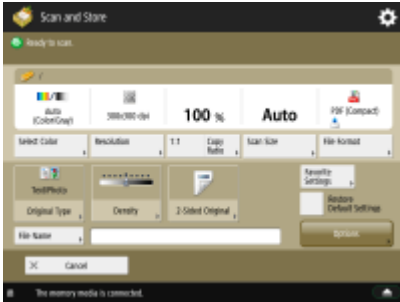 Scan and Store
Ready to scan.
/
Auto
(Color/Gray)
300x300 dpi
100 %
Auto
PDF (Compact)
Select Color
Resolution
1:1
Copy
Ratio
Scan Size
File Format
Text/Photo
Original Type
Density
2-Sided Original
Favorite
Settings
Restore
Default Settings
File Name
Options
× Cancel
The memory media is connected.